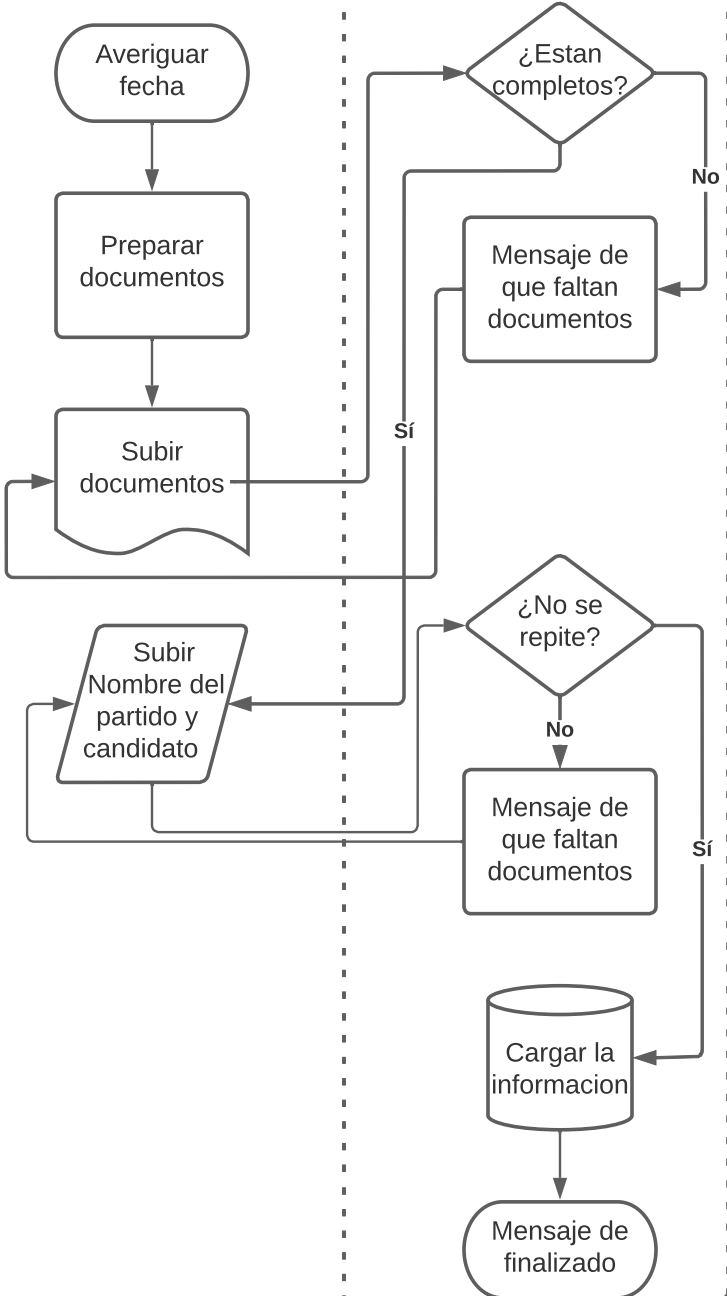 Averiguar
fecha
Preparar
documentos
Subir
documentos
Subir
Nombre del
partido y
candidato
¿Estan
completos?
No
Mensaje de
que faltan
documentos
Sí
¿No se
repite?
No
Mensaje de
que faltan
documentos
Sí
Cargar la
informacion
Mensaje de
finalizado